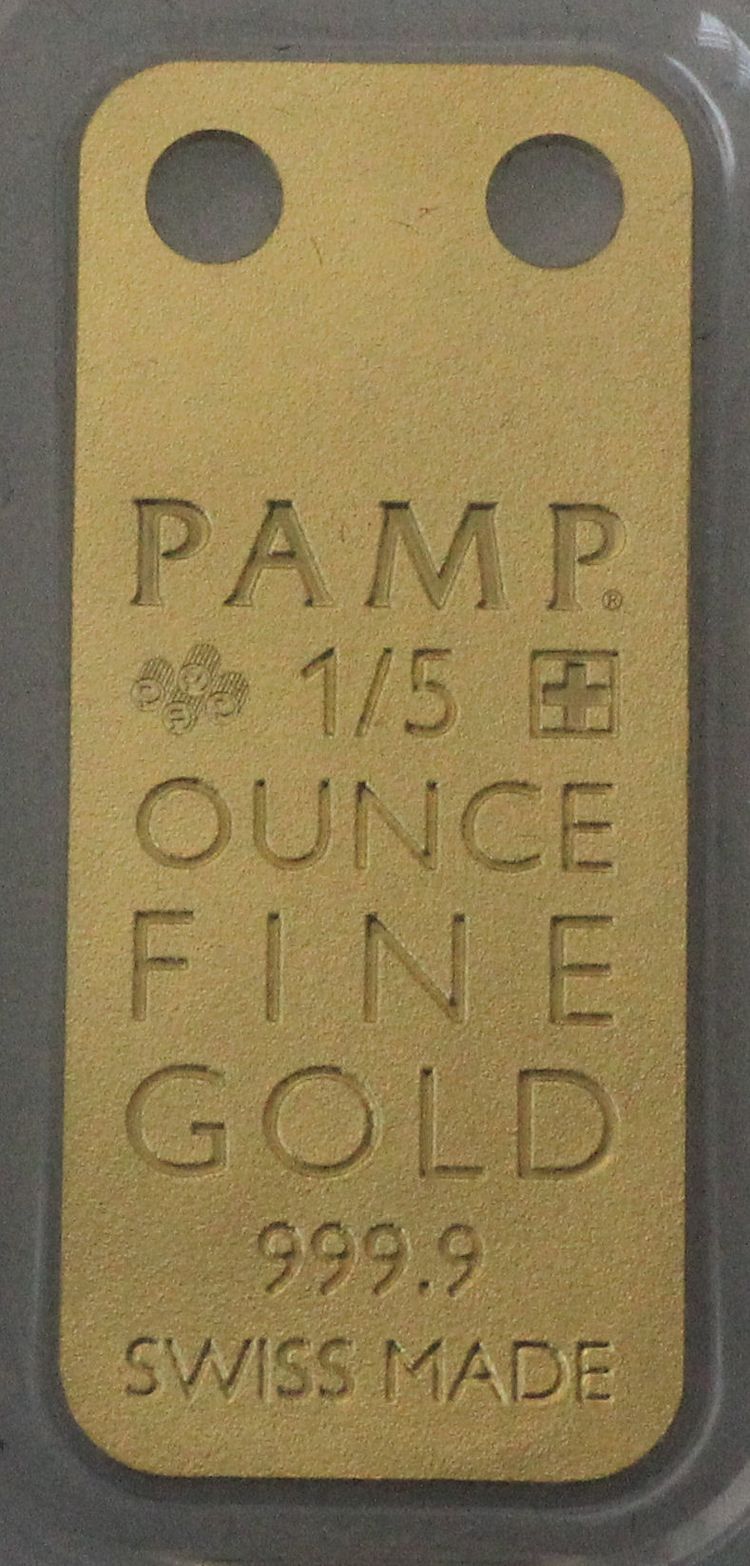 PAMP®
1/5
OUNCE
FINE
GOLD
999.9
SWISS MADE